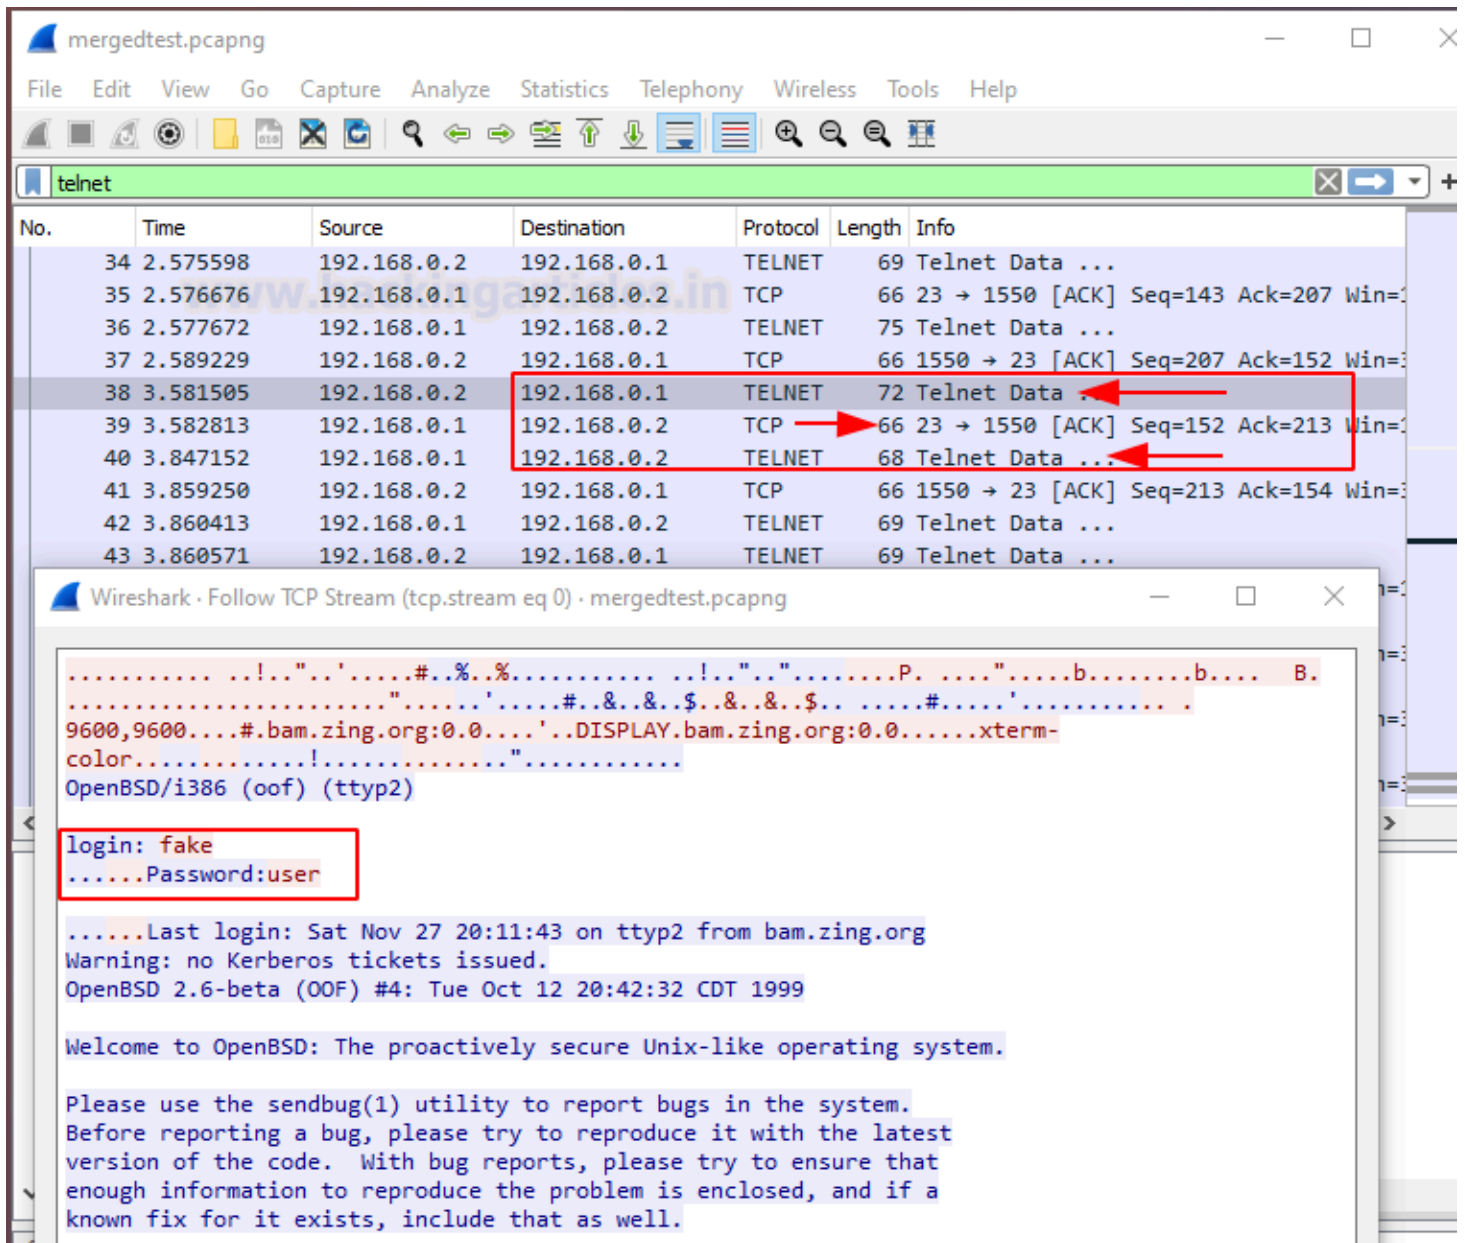 mergedtest.pcapng
File Edit View Go Capture Analyze Statistics Telephony Wireless Tools Help
telnet
No. Time Source Destination Protocol Length Info
34 2.575598 192.168.0.2 192.168.0.1 TELNET 69 Telnet Data ...
35 2.576676 192.168.0.1 192.168.0.2 TCP 66 23 → 1550 [ACK] Seq=143 Ack=207 Win=1
www.hackingarticles.in
36 2.577672 192.168.0.1 192.168.0.2 TELNET 75 Telnet Data ...
37 2.589229 192.168.0.2 192.168.0.1 TCP 66 1550 → 23 [ACK] Seq=207 Ack=152 Win=3
38 3.581505 192.168.0.2 192.168.0.1 TELNET 72 Telnet Data ...
39 3.582813 192.168.0.1 192.168.0.2 TCP 66 23 → 1550 [ACK] Seq=152 Ack=213 Win=1
40 3.847152 192.168.0.1 192.168.0.2 TELNET 68 Telnet Data ...
41 3.859250 192.168.0.2 192.168.0.1 TCP 66 1550 → 23 [ACK] Seq=213 Ack=154 Win=3
42 3.860413 192.168.0.1 192.168.0.2 TELNET 69 Telnet Data ...
43 3.860571 192.168.0.2 192.168.0.1 TELNET 69 Telnet Data ...
Wireshark · Follow TCP Stream (tcp.stream eq 0) · mergedtest.pcapng
........... ..!.."..'.....#..%..%........... ..!..".."........P. ....".....b........b.... B.
........................"......'.....#..&..&..$..&..&..$.. .....#.....'........... .
9600,9600....#.bam.zing.org:0.0....'..DISPLAY.bam.zing.org:0.0......xterm-
color.............!..............."............
OpenBSD/i386 (oof) (ttyp2)
login: fake
......Password:user
......Last login: Sat Nov 27 20:11:43 on ttyp2 from bam.zing.org
Warning: no Kerberos tickets issued.
OpenBSD 2.6-beta (OOF) #4: Tue Oct 12 20:42:32 CDT 1999
Welcome to OpenBSD: The proactively secure Unix-like operating system.
Please use the sendbug(1) utility to report bugs in the system.
Before reporting a bug, please try to reproduce it with the latest
version of the code.  With bug reports, please try to ensure that
enough information to reproduce the problem is enclosed, and if a
known fix for it exists, include that as well.